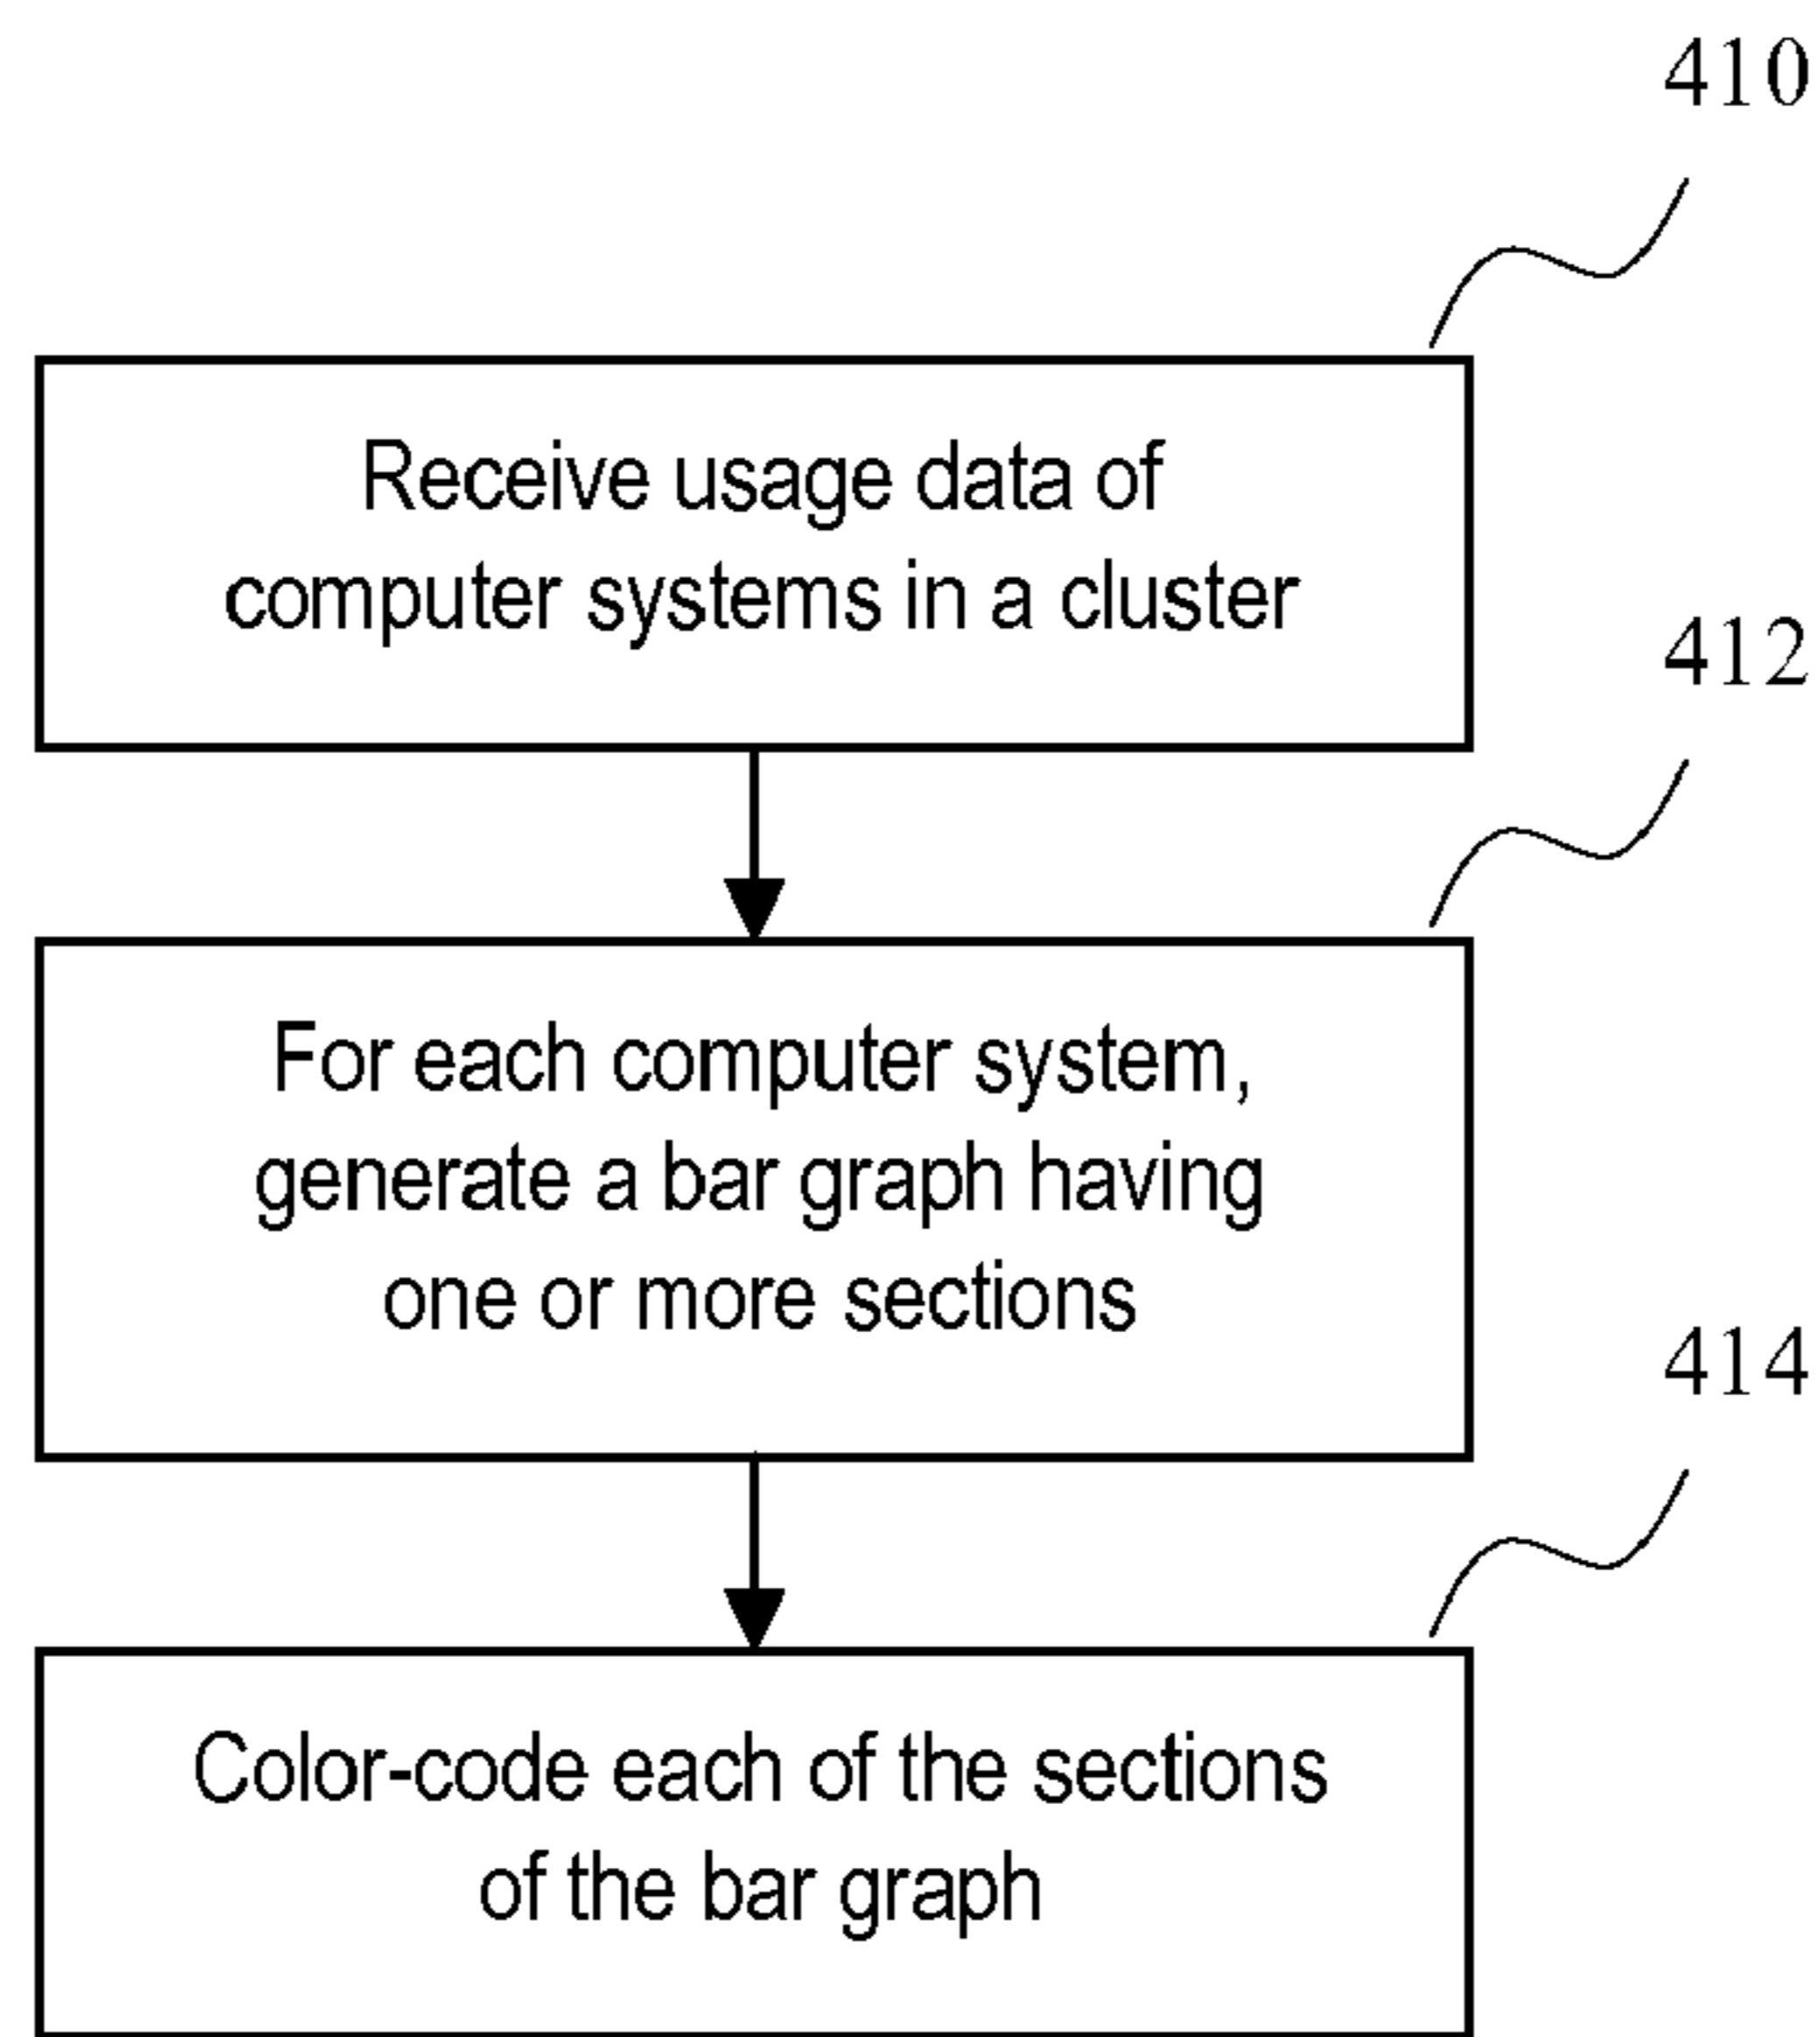 410
Receive usage data of
computer systems in a cluster
412
For each computer system,
generate a bar graph having
one or more sections
414
Color-code each of the sections
of the bar graph